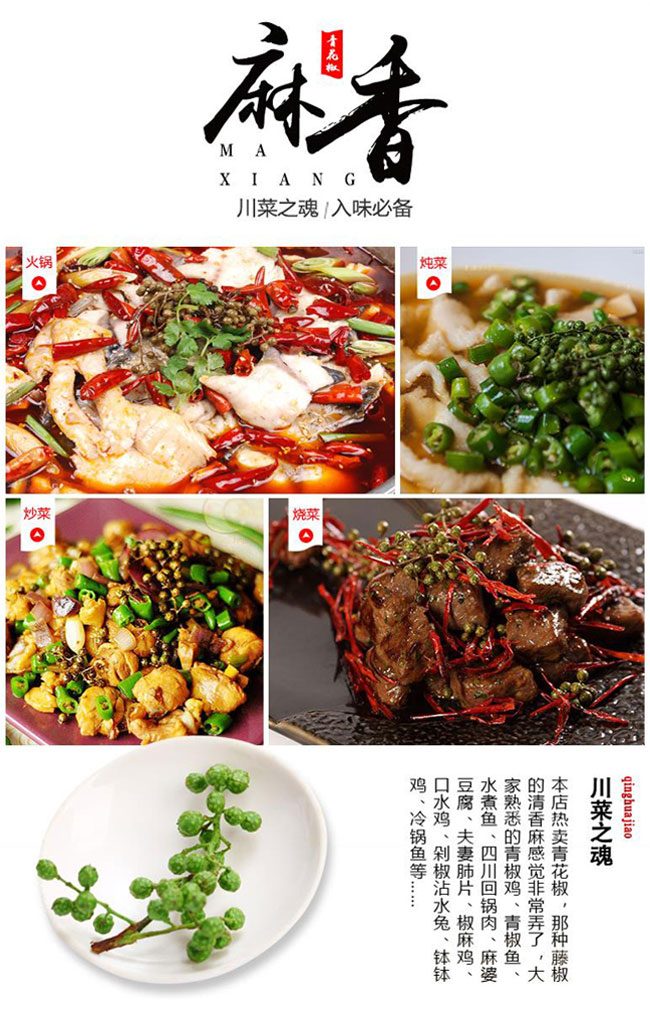 麻香
青花椒
MA
XIANG
川菜之魂/入味必备
火锅
炖菜
炒菜
烧菜
qinghuajiao
川菜之魂
本店热卖青花椒，那种藤椒
的清香麻感觉非常弄了，大
家熟悉的青椒鸡、青椒鱼、
水煮鱼、四川回锅肉、麻婆
豆腐、夫妻肺片、椒麻鸡、
口水鸡、剁椒沾水兔、钵钵
鸡、冷锅鱼等……